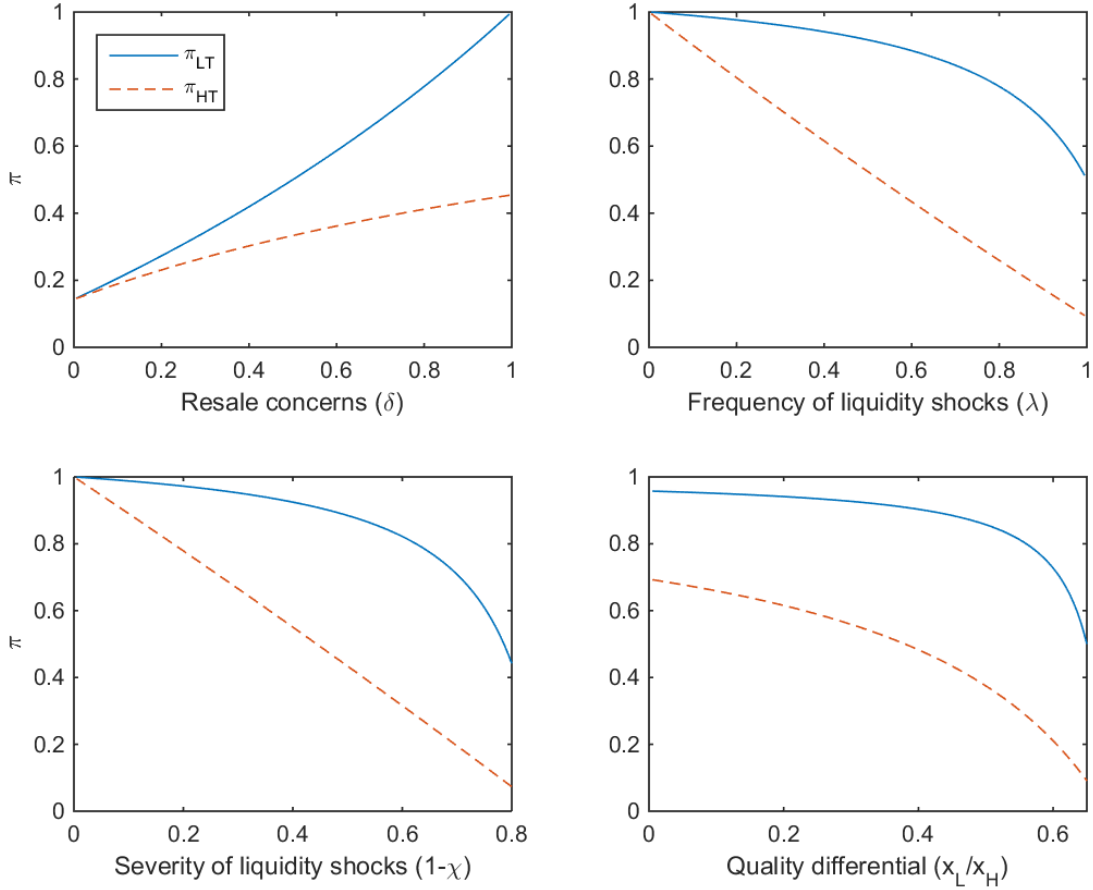 1
0.8
0.6
0.4
0.2
0
π
π_LT
π_HT
0 0.2 0.4 0.6 0.8 1
Resale concerns (δ)
1
0.8
0.6
0.4
0.2
0
0 0.2 0.4 0.6 0.8 1
Frequency of liquidity shocks (λ)
1
0.8
0.6
0.4
0.2
0
π
0 0.2 0.4 0.6 0.8
Severity of liquidity shocks (1-χ)
1
0.8
0.6
0.4
0.2
0
0 0.2 0.4 0.6
Quality differential (x_L/x_H)